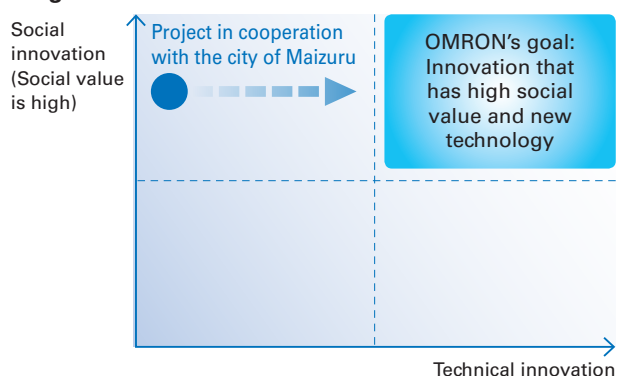 Social
innovation
(Social value
is high)
Project in cooperation
with the city of Maizuru
OMRON's goal:
Innovation that
has high social
value and new
technology
Technical innovation